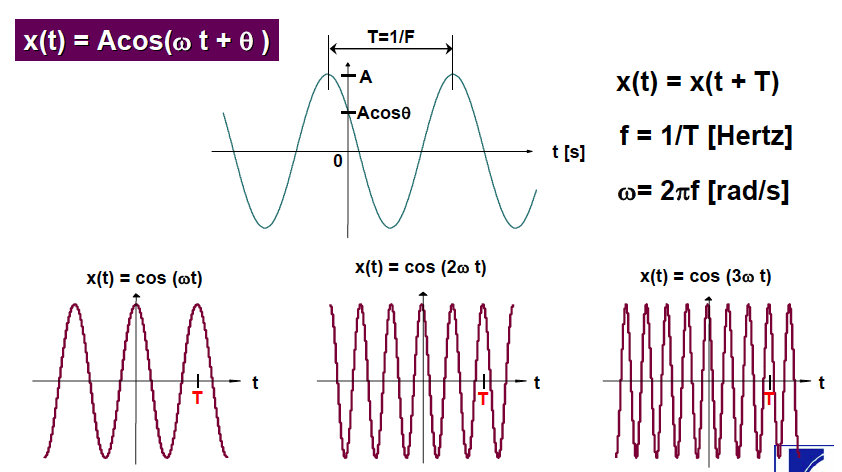 x(t) = Acos(ω t + θ )
T=1/F
A
Acosθ
0
t [s]
x(t) = x(t + T)
f = 1/T [Hertz]
ω= 2πf [rad/s]
x(t) = cos (ωt)
t
T
x(t) = cos (2ω t)
t
T
x(t) = cos (3ω t)
t
T